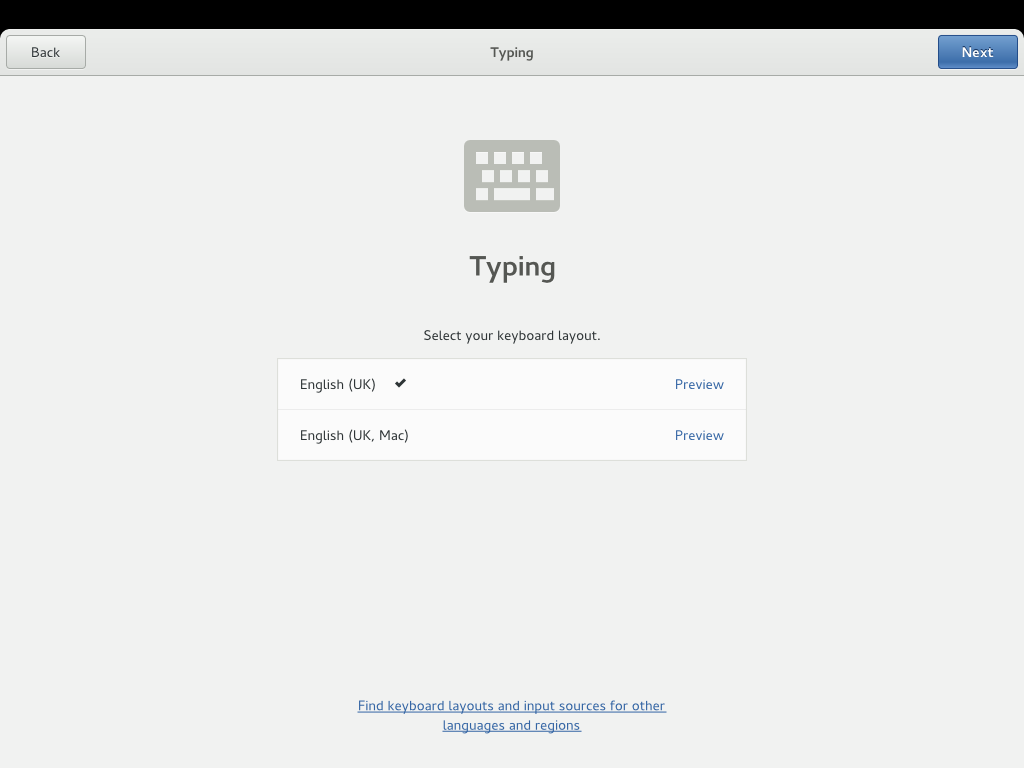 Back
Typing
Next
Typing
Select your keyboard layout.
English (UK) ✔ Preview
English (UK, Mac) Preview
Find keyboard layouts and input sources for other
languages and regions